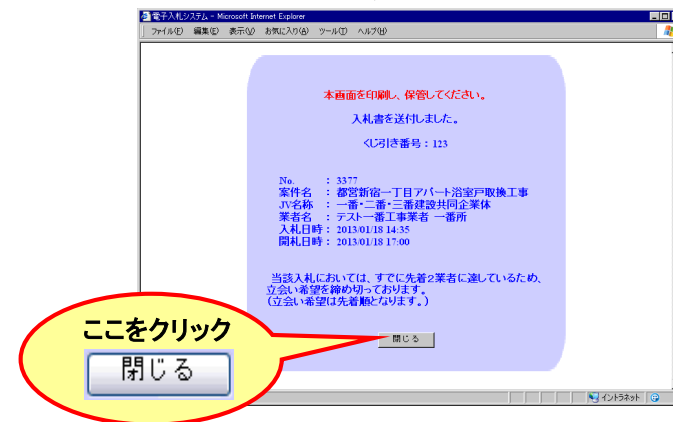 電子入札システム - Microsoft Internet Explorer
ファイル(F) 編集(E) 表示(V) お気に入り(A) ツール(T) ヘルプ(H)
本画面を印刷し、保管してください。
入札書を送付しました。
くじ引き番号：123
No. ： 3377
案件名 ： 都営新宿一丁目アパート浴室戸取換工事
JV名称 ： 一番・二番・三番建設共同企業体
業者名 ： テスト一番工事業者 一番所
入札日時： 2013/01/18 14:35
開札日時： 2013/01/18 17:00
当該入札においては、すでに先着2業者に達しているため、
立会い希望を締め切っております。
(立会い希望は先着順となります。)
閉じる
ここをクリック
閉じる
イントラネット